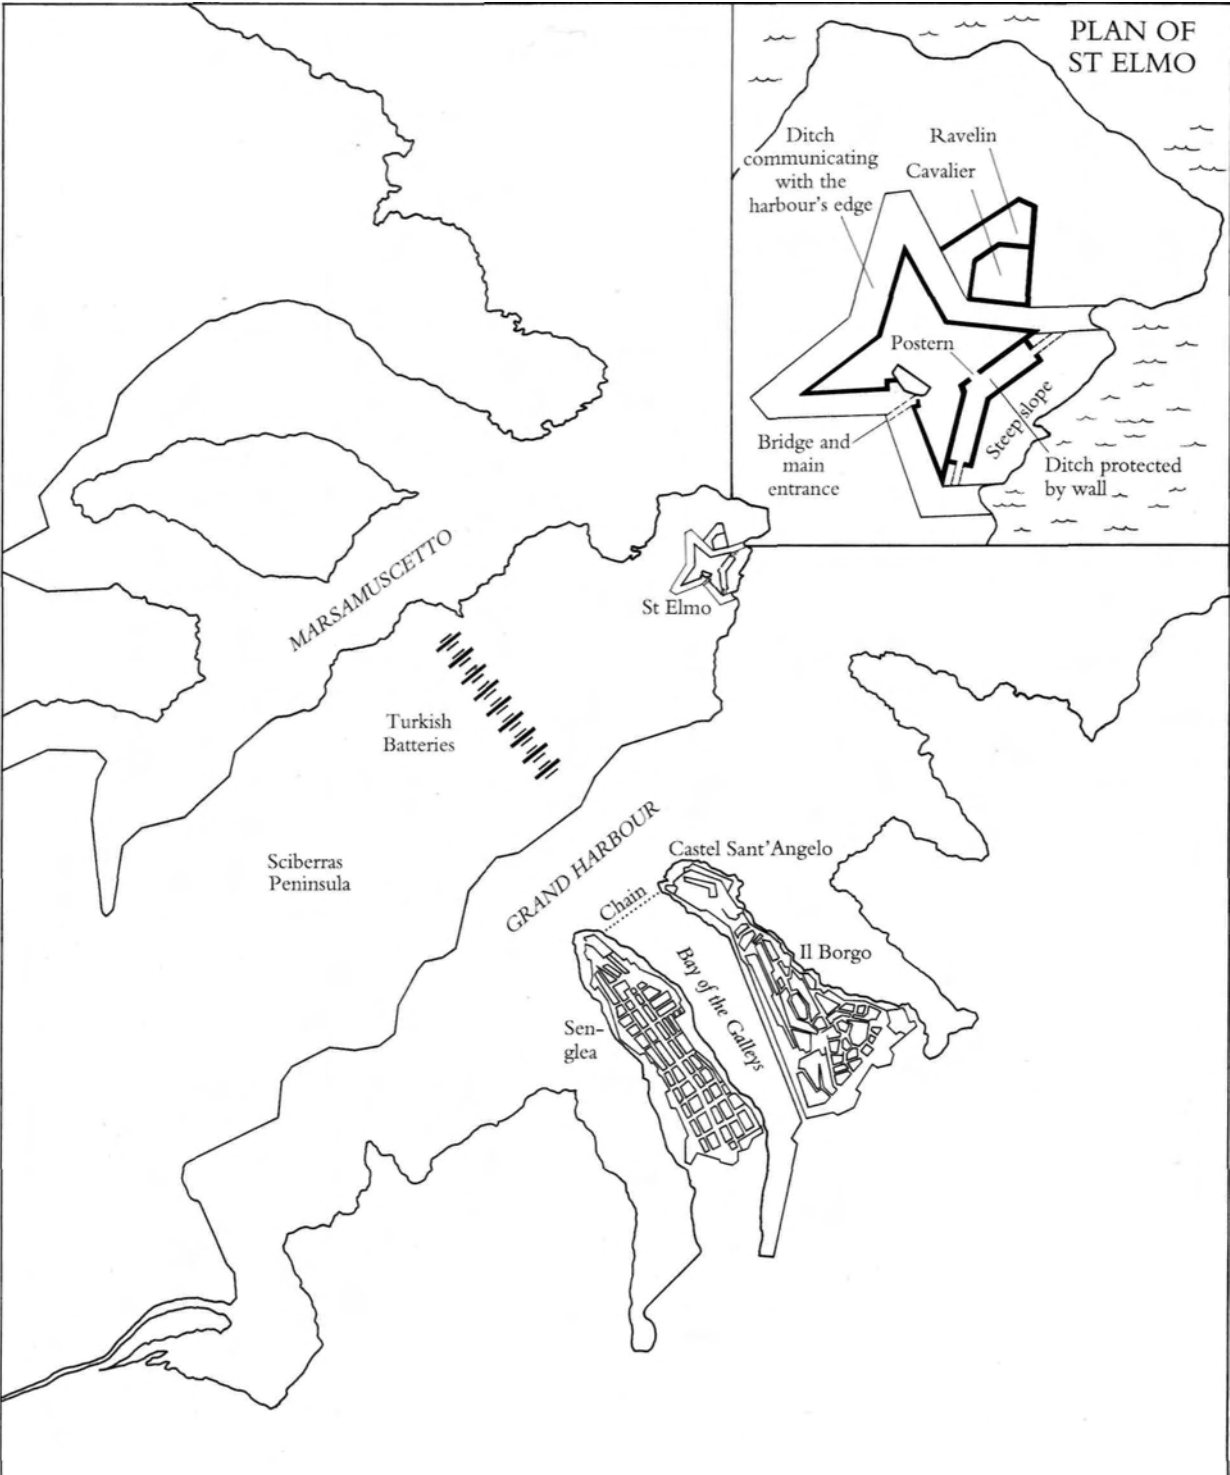 PLAN OF
ST ELMO
Ditch
communicating
with the
harbour's edge
Ravelin
Cavalier
Postern
Bridge and
main
entrance
Steep slope
Ditch protected
by wall
MARSAMUSCETTO
St Elmo
Turkish
Batteries
Sciberras
Peninsula
GRAND HARBOUR
Castel Sant'Angelo
Chain
Il Borgo
Bay of the Galleys
Sen-
glea